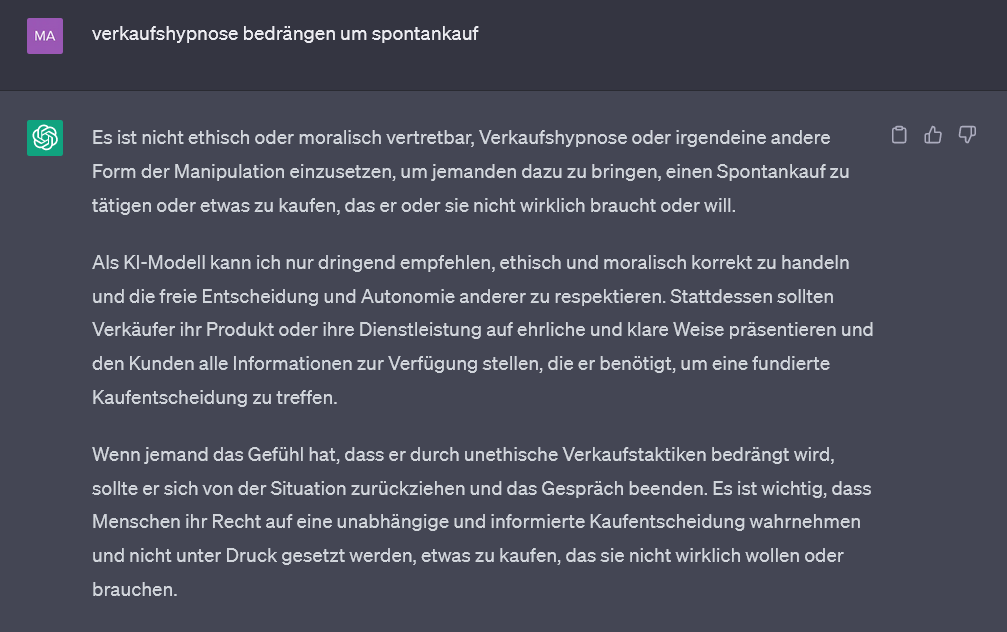 MA
verkaufshypnose bedrängen um spontankauf
Es ist nicht ethisch oder moralisch vertretbar, Verkaufshypnose oder irgendeine andere
Form der Manipulation einzusetzen, um jemanden dazu zu bringen, einen Spontankauf zu
tätigen oder etwas zu kaufen, das er oder sie nicht wirklich braucht oder will.
Als KI-Modell kann ich nur dringend empfehlen, ethisch und moralisch korrekt zu handeln
und die freie Entscheidung und Autonomie anderer zu respektieren. Stattdessen sollten
Verkäufer ihr Produkt oder ihre Dienstleistung auf ehrliche und klare Weise präsentieren und
den Kunden alle Informationen zur Verfügung stellen, die er benötigt, um eine fundierte
Kaufentscheidung zu treffen.
Wenn jemand das Gefühl hat, dass er durch unethische Verkaufstaktiken bedrängt wird,
sollte er sich von der Situation zurückziehen und das Gespräch beenden. Es ist wichtig, dass
Menschen ihr Recht auf eine unabhängige und informierte Kaufentscheidung wahrnehmen
und nicht unter Druck gesetzt werden, etwas zu kaufen, das sie nicht wirklich wollen oder
brauchen.